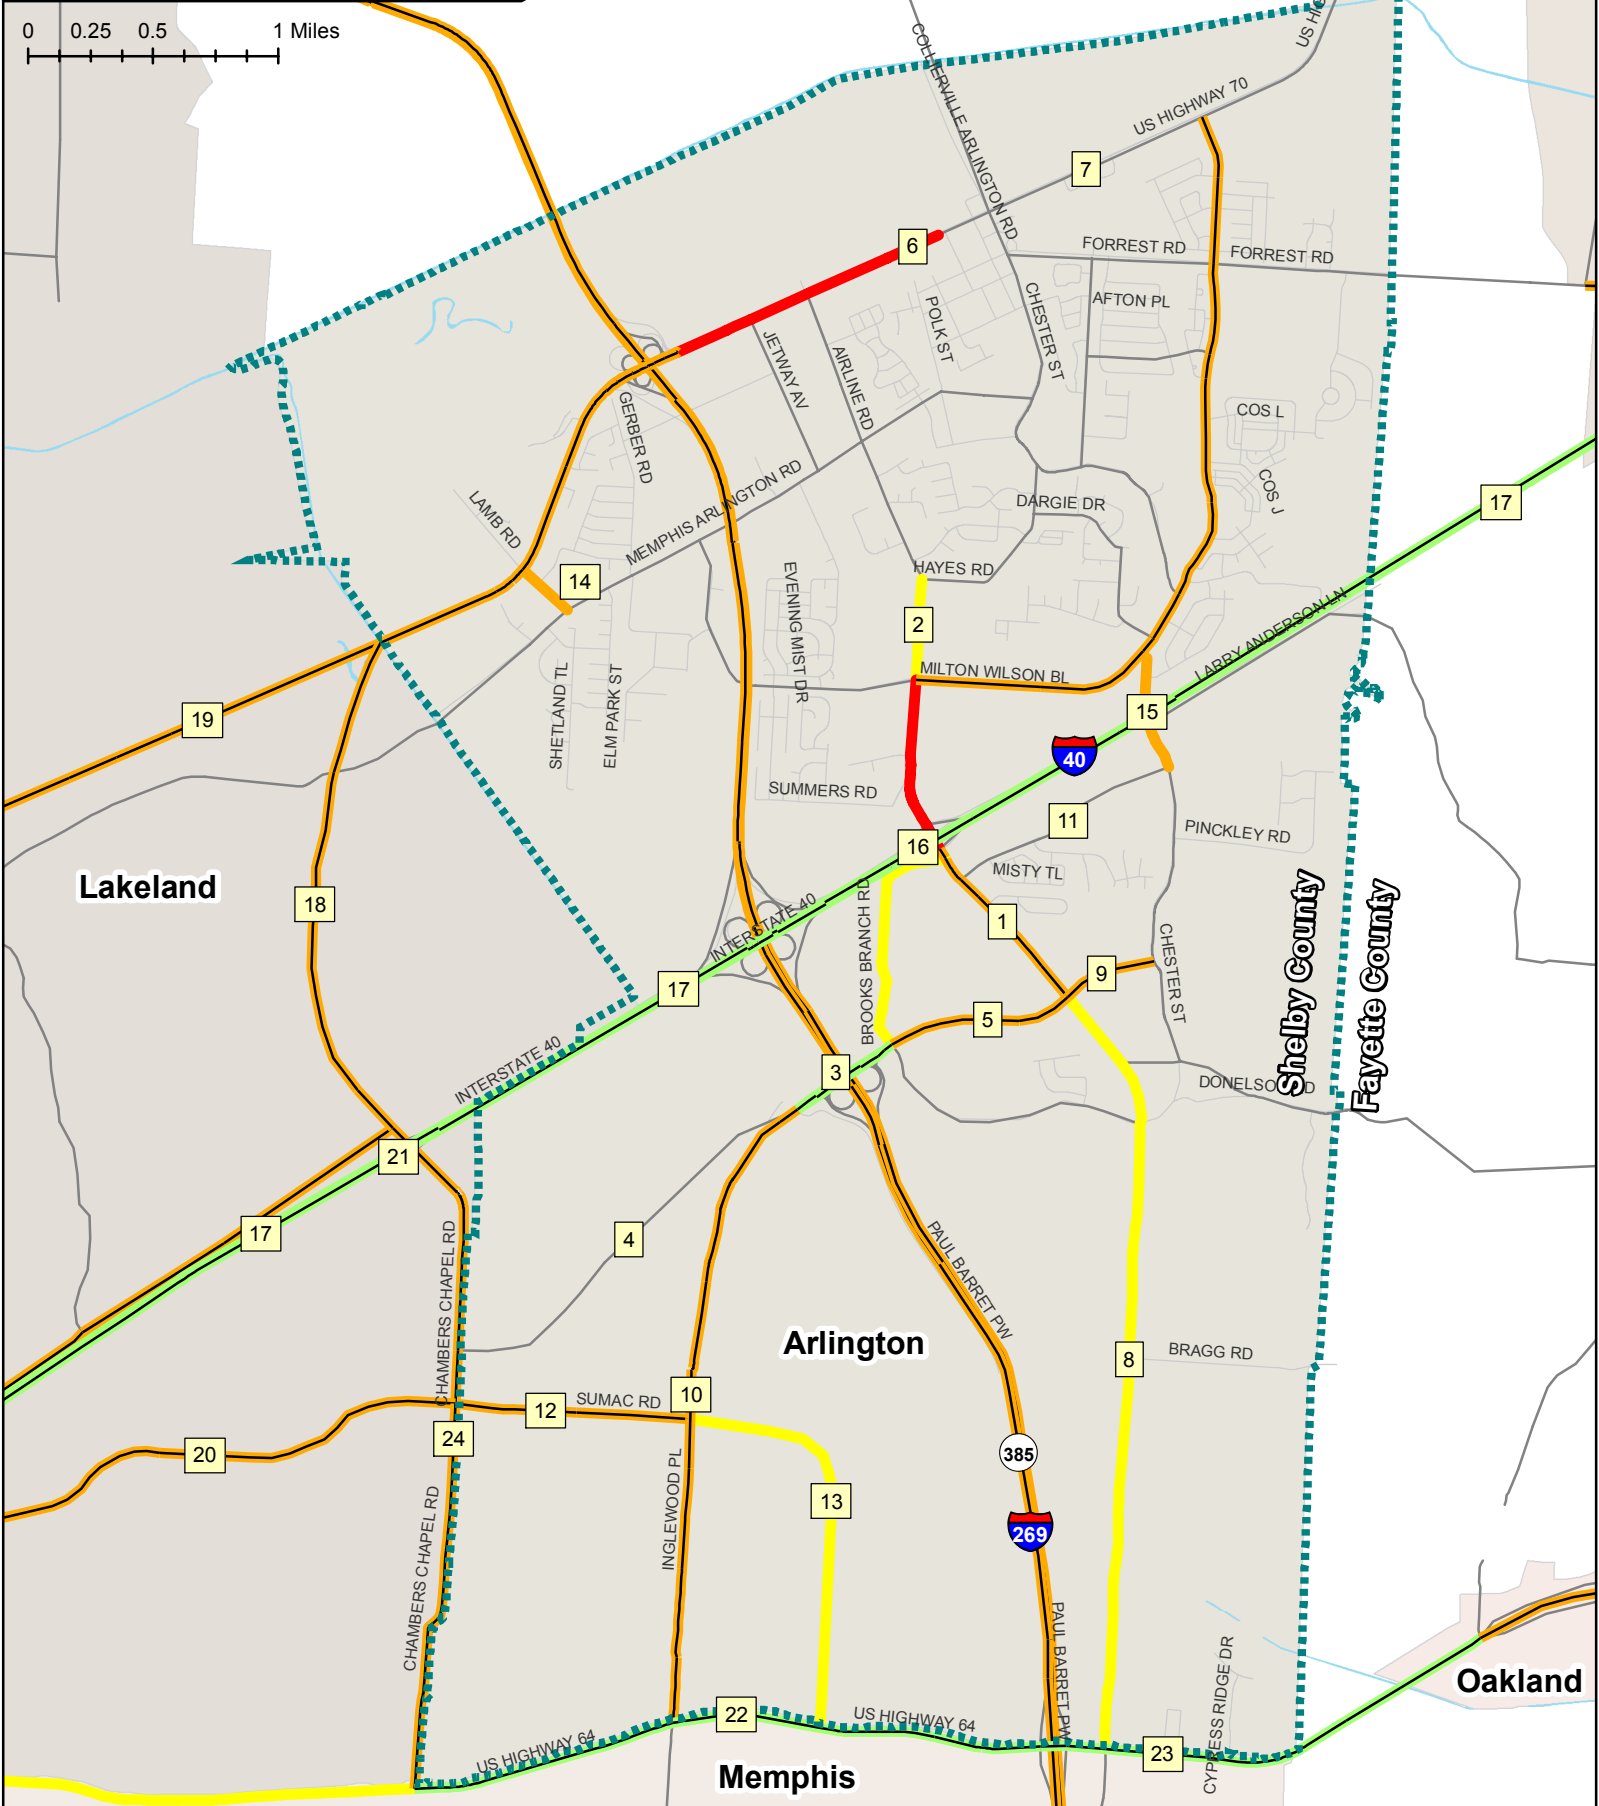 0 0.25 0.5 1 Miles
COLLIERVILLE ARLINGTON RD
US HIGHWAY 70
7
6
FORREST RD
FORREST RD
AFTON PL
CHESTER ST
POLK ST
JETWAY AV
AIRLINE RD
GERBER RD
COS L
COS J
17
DARGIE DR
LAMB RD
MEMPHIS ARLINGTON RD
14
HAYES RD
EVENING MIST DR
2
LARRY ANDERSON LN
MILTON WILSON BL
SHETLAND TL
ELM PARK ST
19
15
40
SUMMERS RD
11
PINCKLEY RD
16
MISTY TL
Lakeland
18
BROOKS BRANCH RD
1
INTERSTATE 40
9
CHESTER ST
Shelby County
Fayette County
17
5
INTERSTATE 40
3
DONELSO
D
21
17
4
CHAMBERS CHAPEL RD
PAUL BARRET PW
Arlington
8
BRAGG RD
10
12
SUMAC RD
24
20
385
INGLEWOOD PL
13
269
CHAMBERS CHAPEL RD
PAUL BARRET PW
CYPRESS RIDGE DR
Oakland
22
US HIGHWAY 64
US HIGHWAY 64
23
Memphis